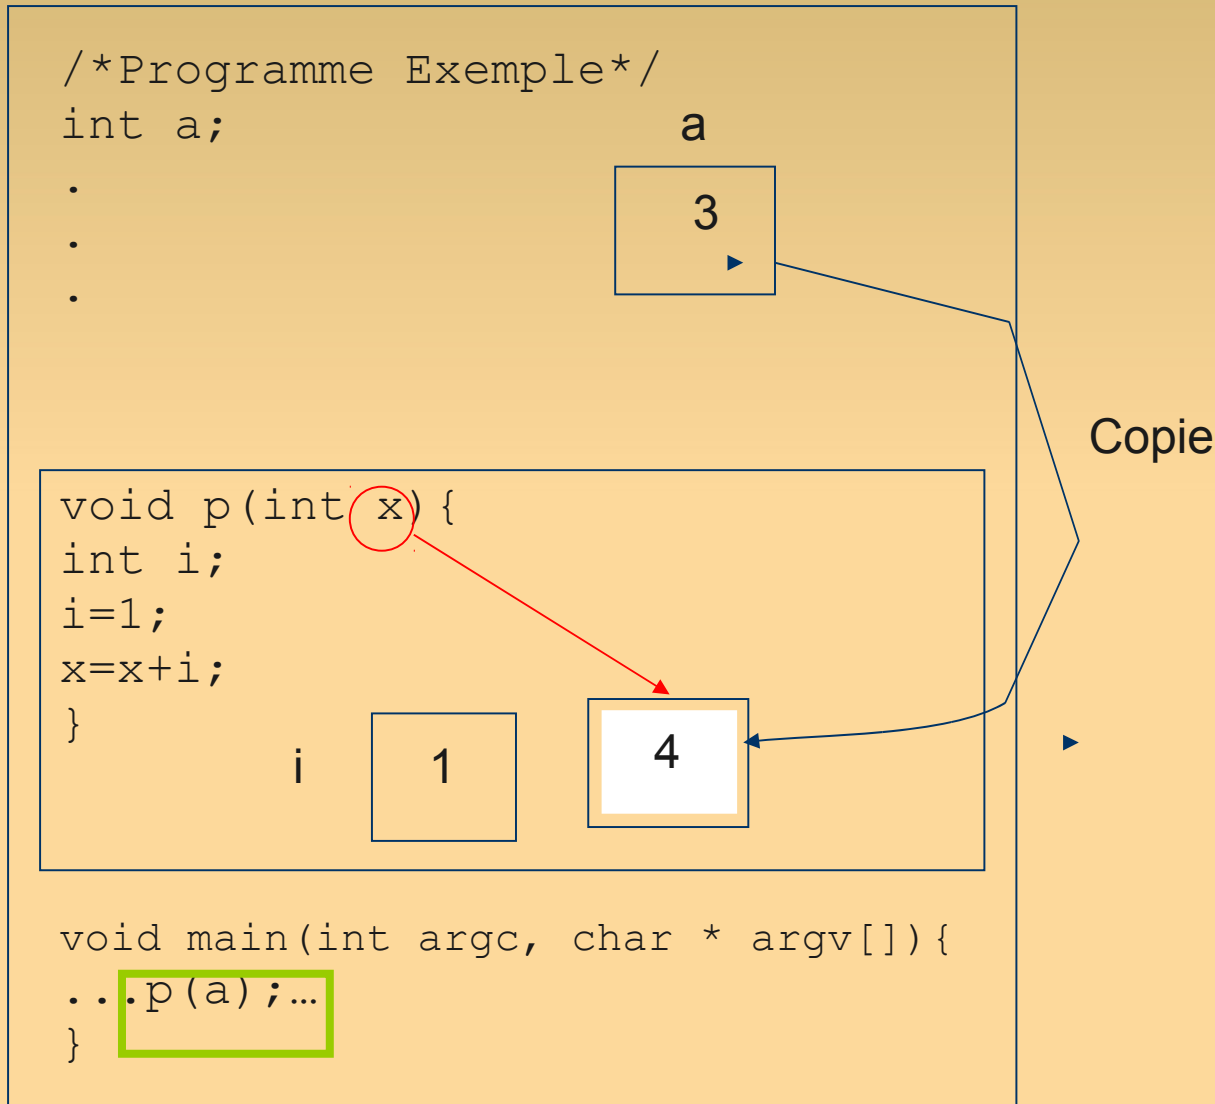 /*Programme Exemple*/
int a;
a
.
3
.
.
Copie
void p(int x){
int i;
i=1;
x=x+i;
}
i
1
4
void main(int argc, char * argv[]){
...p(a);…
}